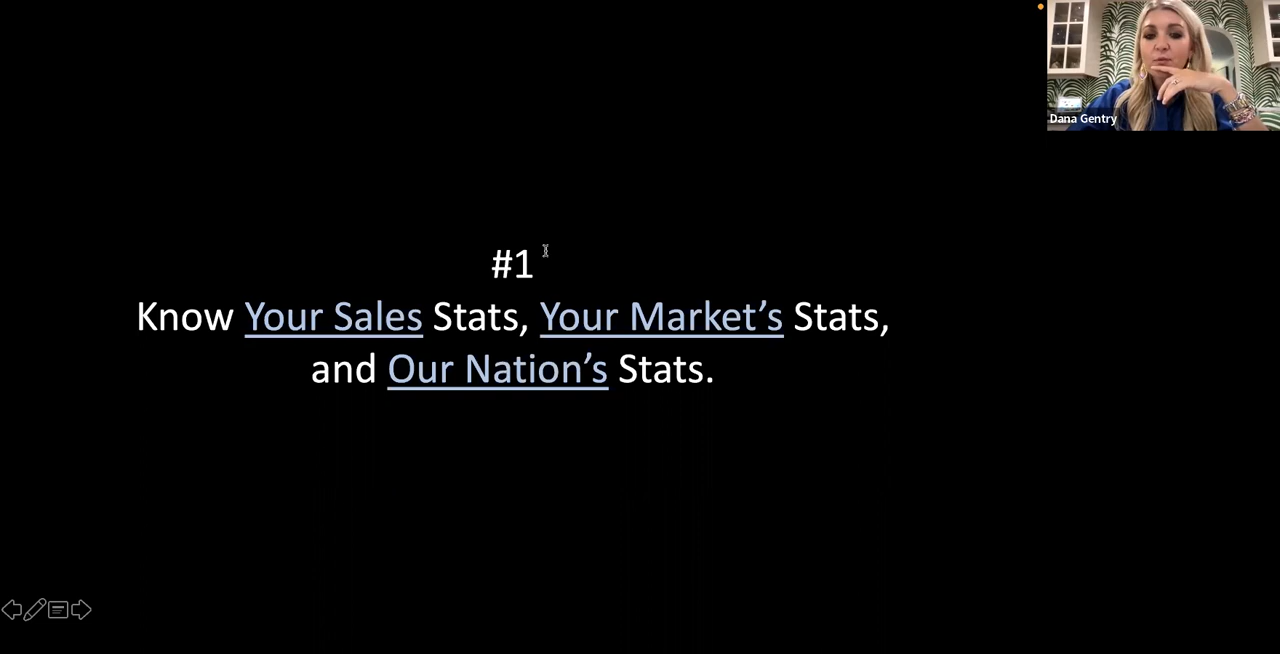 Dana Gentry
#1
Know Your Sales Stats, Your Market’s Stats,
and Our Nation’s Stats.